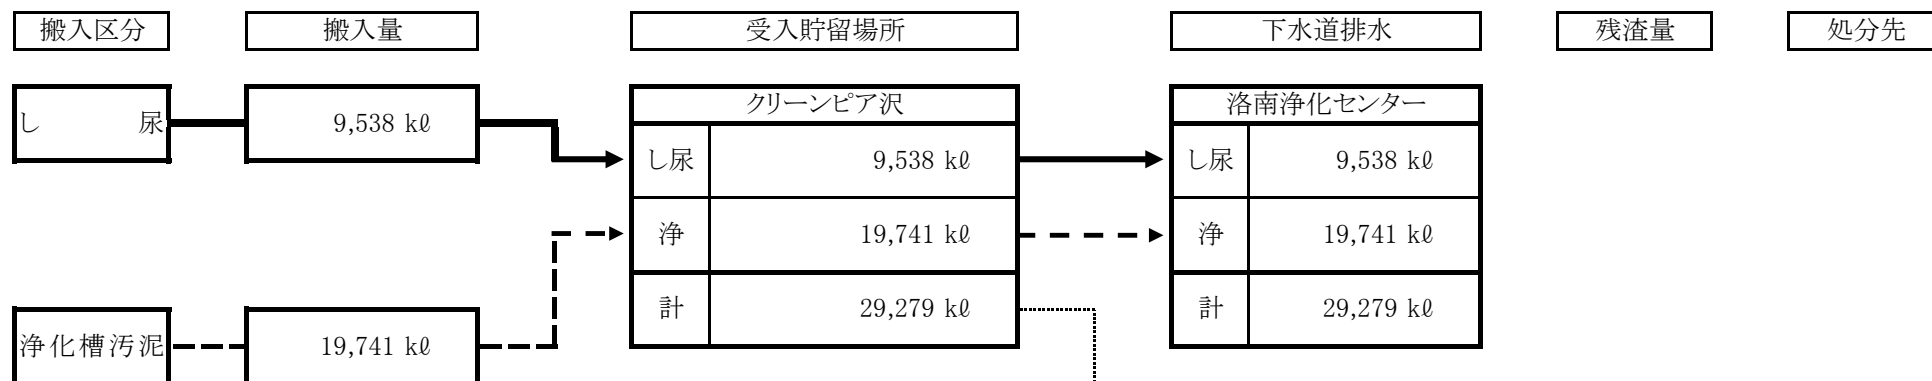 搬入区分 搬入量 受入貯留場所 下水道排水 残渣量 処分先
クリーンピア沢 洛南浄化センター
し尿 9,538 kℓ
し尿 9,538 kℓ し尿 9,538 kℓ
浄 19,741 kℓ 浄 19,741 kℓ
計 29,279 kℓ 計 29,279 kℓ
浄化槽汚泥 19,741 kℓ